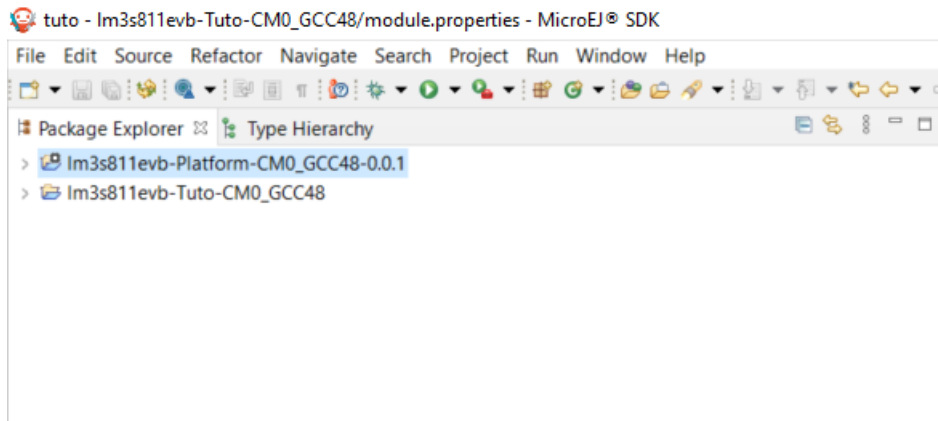 tuto - lm3s811evb-Tuto-CM0_GCC48/module.properties - MicroEJ® SDK
File Edit Source Refactor Navigate Search Project Run Window Help
Package Explorer Type Hierarchy
lm3s811evb-Platform-CM0_GCC48-0.0.1
lm3s811evb-Tuto-CM0_GCC48